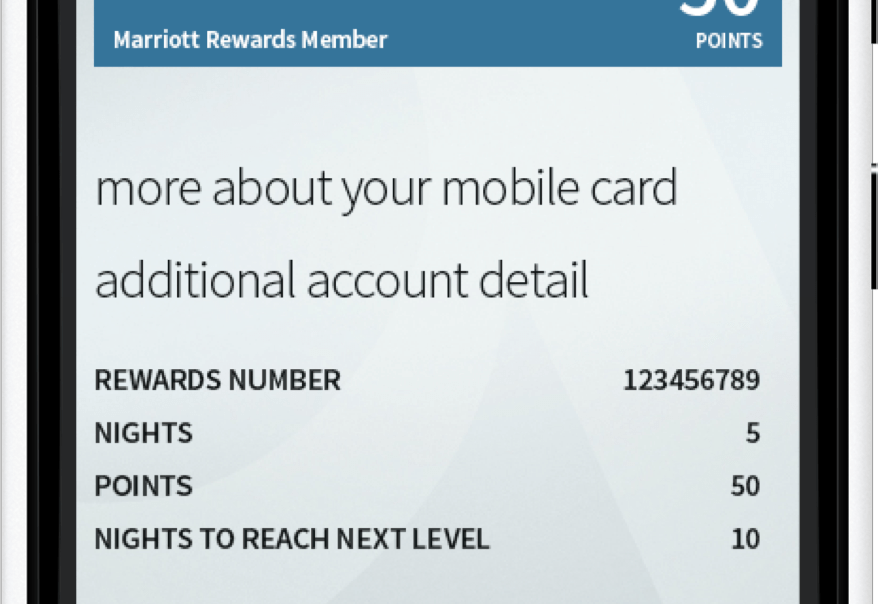 50
Marriott Rewards Member
POINTS
more about your mobile card
additional account detail
REWARDS NUMBER 123456789
NIGHTS 5
POINTS 50
NIGHTS TO REACH NEXT LEVEL 10